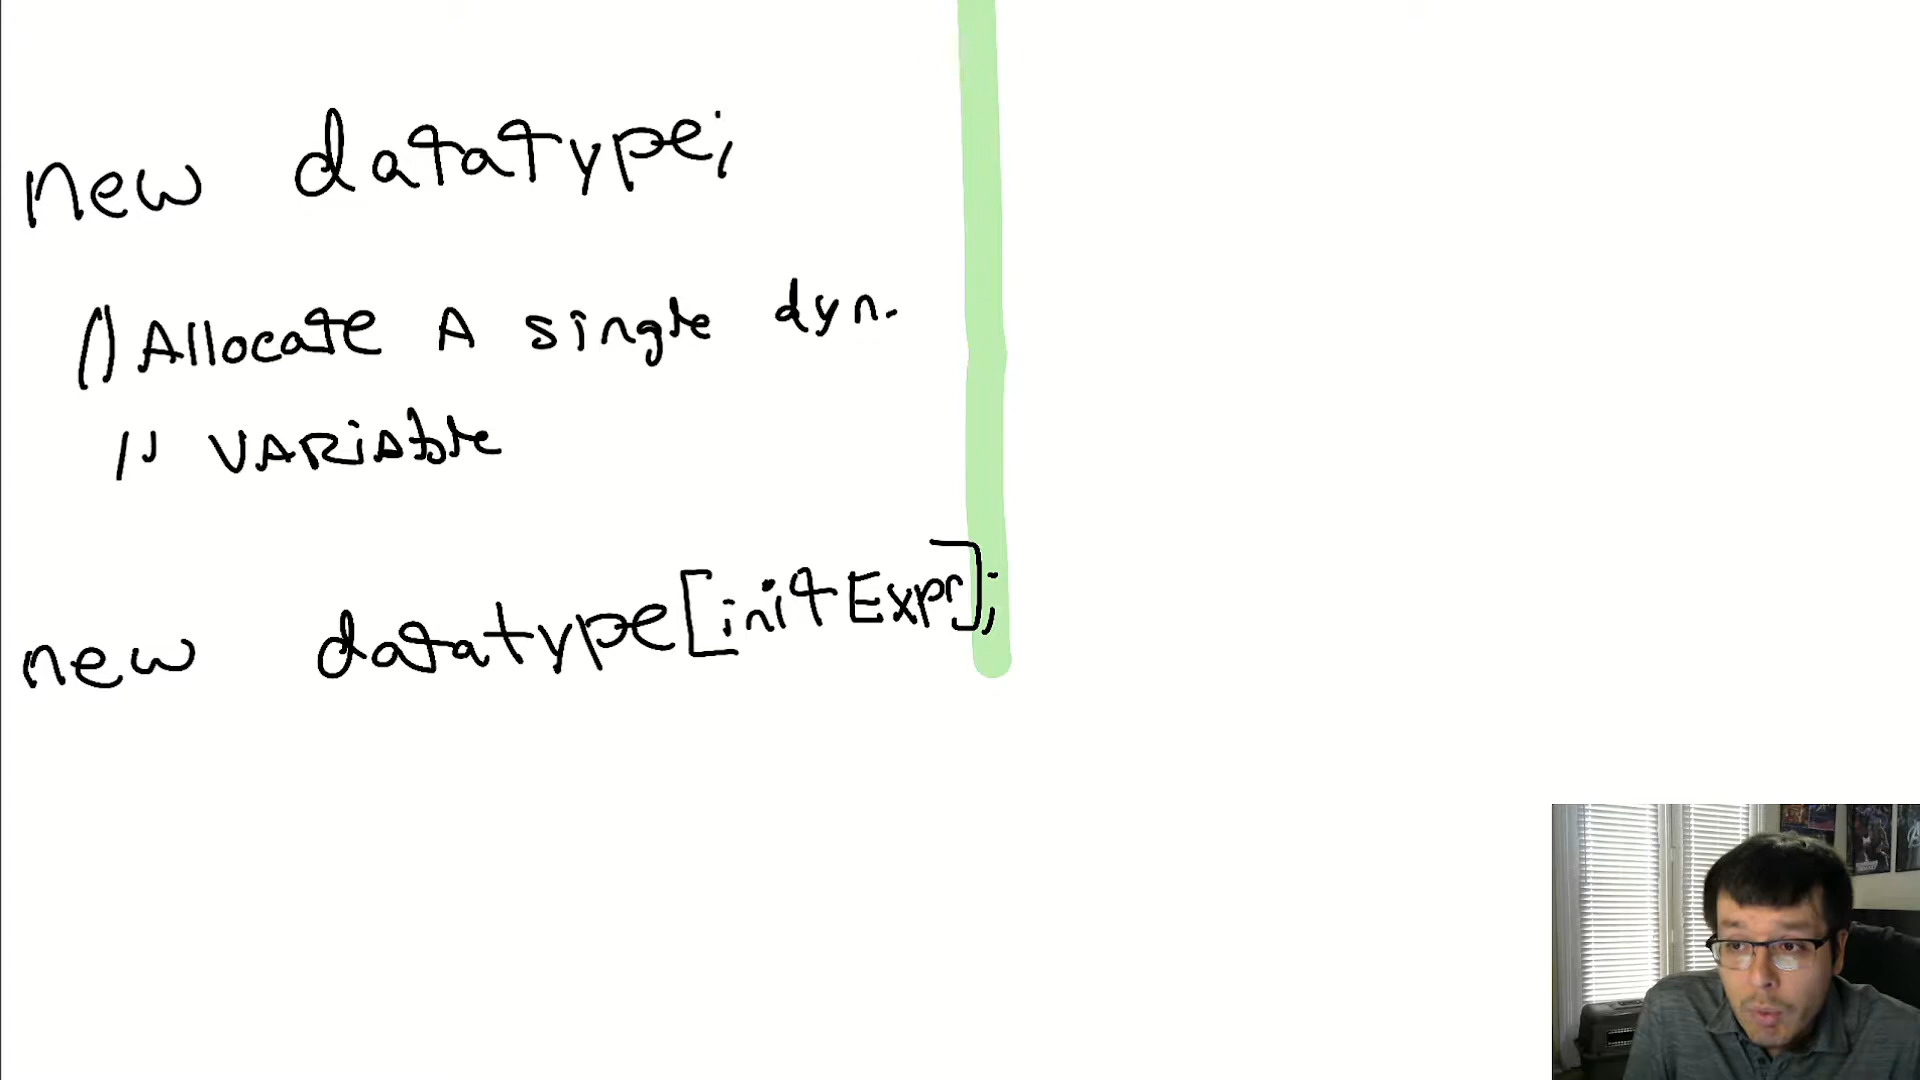 new datatype;
// Allocate A single dyn.
// VARiable
new datatype[initExpr];